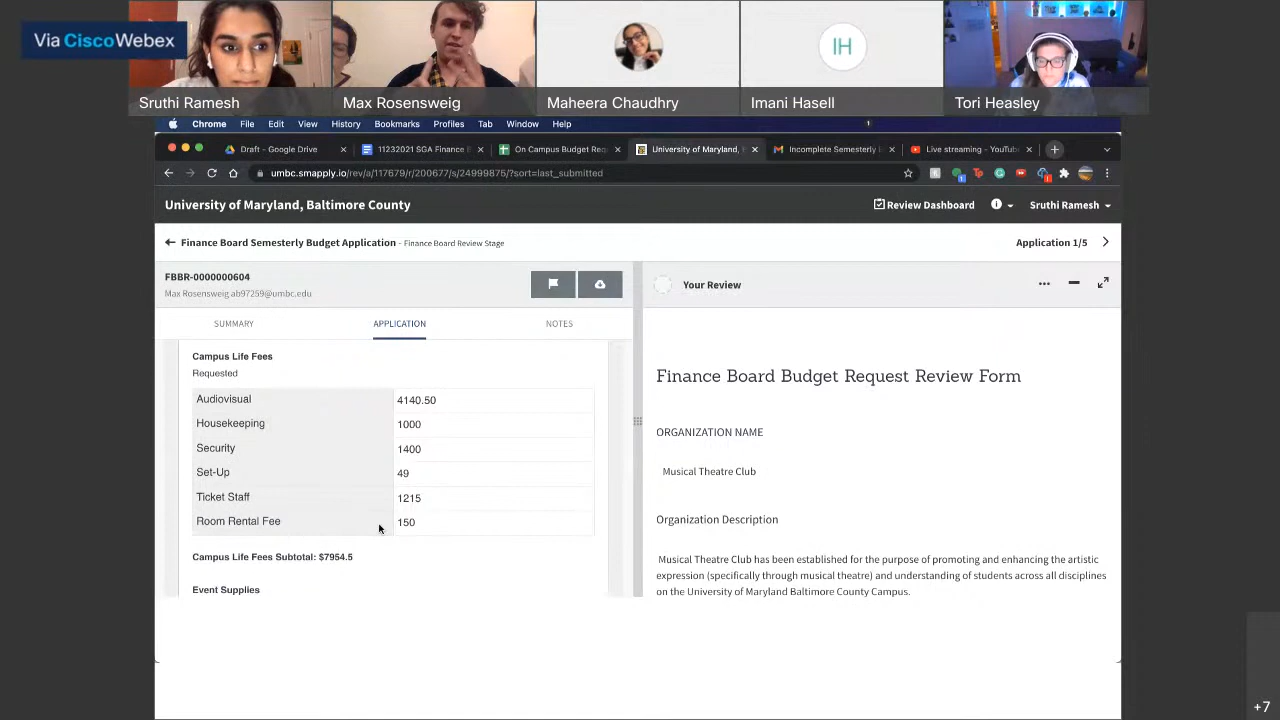 Via Cisco Webex
Sruthi Ramesh
Max Rosensweig
Maheera Chaudhry
IH
Imani Hasell
Tori Heasley
Chrome File Edit View History Bookmarks Profiles Tab Window Help
Draft - Google Drive
11232021 SGA Finance B
On Campus Budget Req
University of Maryland,
Incomplete Semesterly
Live streaming - YouTube
umbc.smapply.io/rev/a/117679/r/200677/s/24999875/?sort=last_submitted
University of Maryland, Baltimore County
Review Dashboard
Sruthi Ramesh
Finance Board Semesterly Budget Application - Finance Board Review Stage
Application 1/5
FBBR-0000000604
Max Rosensweig ab97259@umbc.edu
SUMMARY
APPLICATION
NOTES
Campus Life Fees
Requested
Audiovisual 4140.50
Housekeeping 1000
Security 1400
Set-Up 49
Ticket Staff 1215
Room Rental Fee 150
Campus Life Fees Subtotal: $7954.5
Event Supplies
Your Review
Finance Board Budget Request Review Form
ORGANIZATION NAME
Musical Theatre Club
Organization Description
Musical Theatre Club has been established for the purpose of promoting and enhancing the artistic
expression (specifically through musical theatre) and understanding of students across all disciplines
on the University of Maryland Baltimore County Campus.
+7